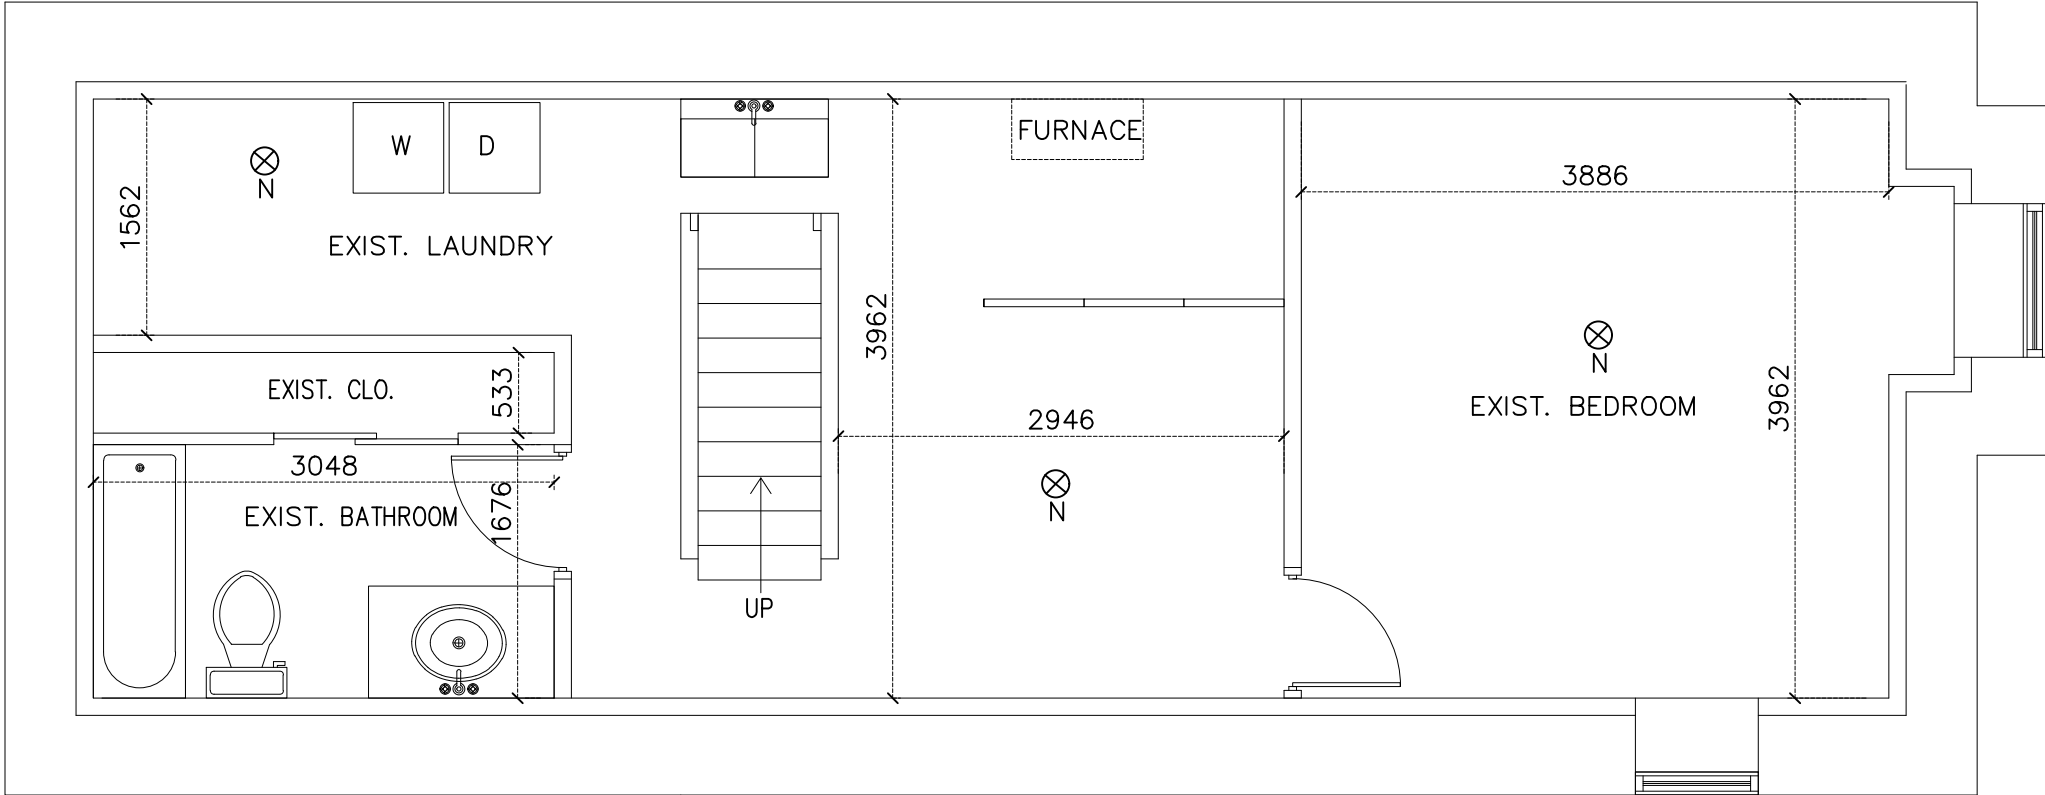 FURNACE
W
D
N
3886
1562
EXIST. LAUNDRY
3962
N
EXIST. CLO.
533
3962
EXIST. BEDROOM
2946
3048
1676
N
EXIST. BATHROOM
UP